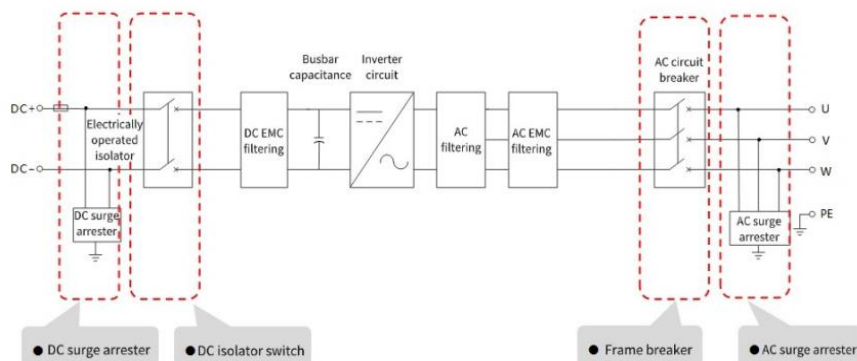 Busbar
capacitance
Inverter
circuit
AC circuit
breaker
DC+
Electrically
operated
isolator
DC-
DC surge
arrester
DC EMC
filtering
AC
filtering
AC EMC
filtering
U
V
W
PE
AC surge
arrester
● DC surge arrester
● DC isolator switch
● Frame breaker
● AC surge arrester